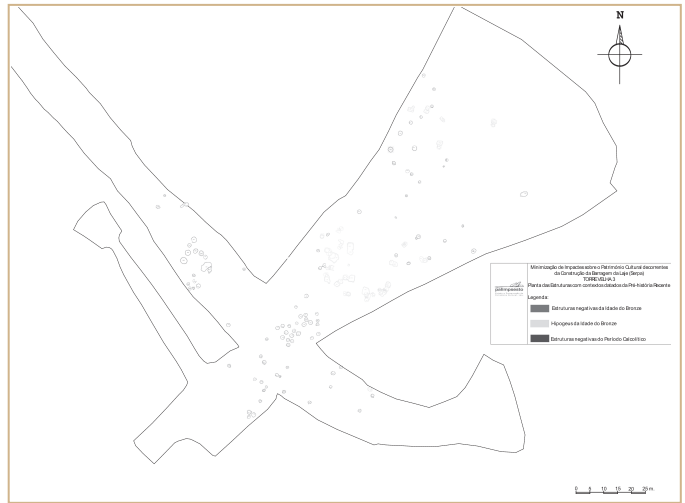 N
Minimização de Impactes sobre o Património Cultural decorrentes
da Construção da Barragem da Laje (Serpa)
TORRE VELHA 3
Planta das Estruturas com contextos datados da Pré-história Recente
Legenda:
Estruturas negativas da Idade do Bronze
Hipogeus da Idade do Bronze
Estruturas negativas do Período Calcolítico
0 5 10 15 20 25 m